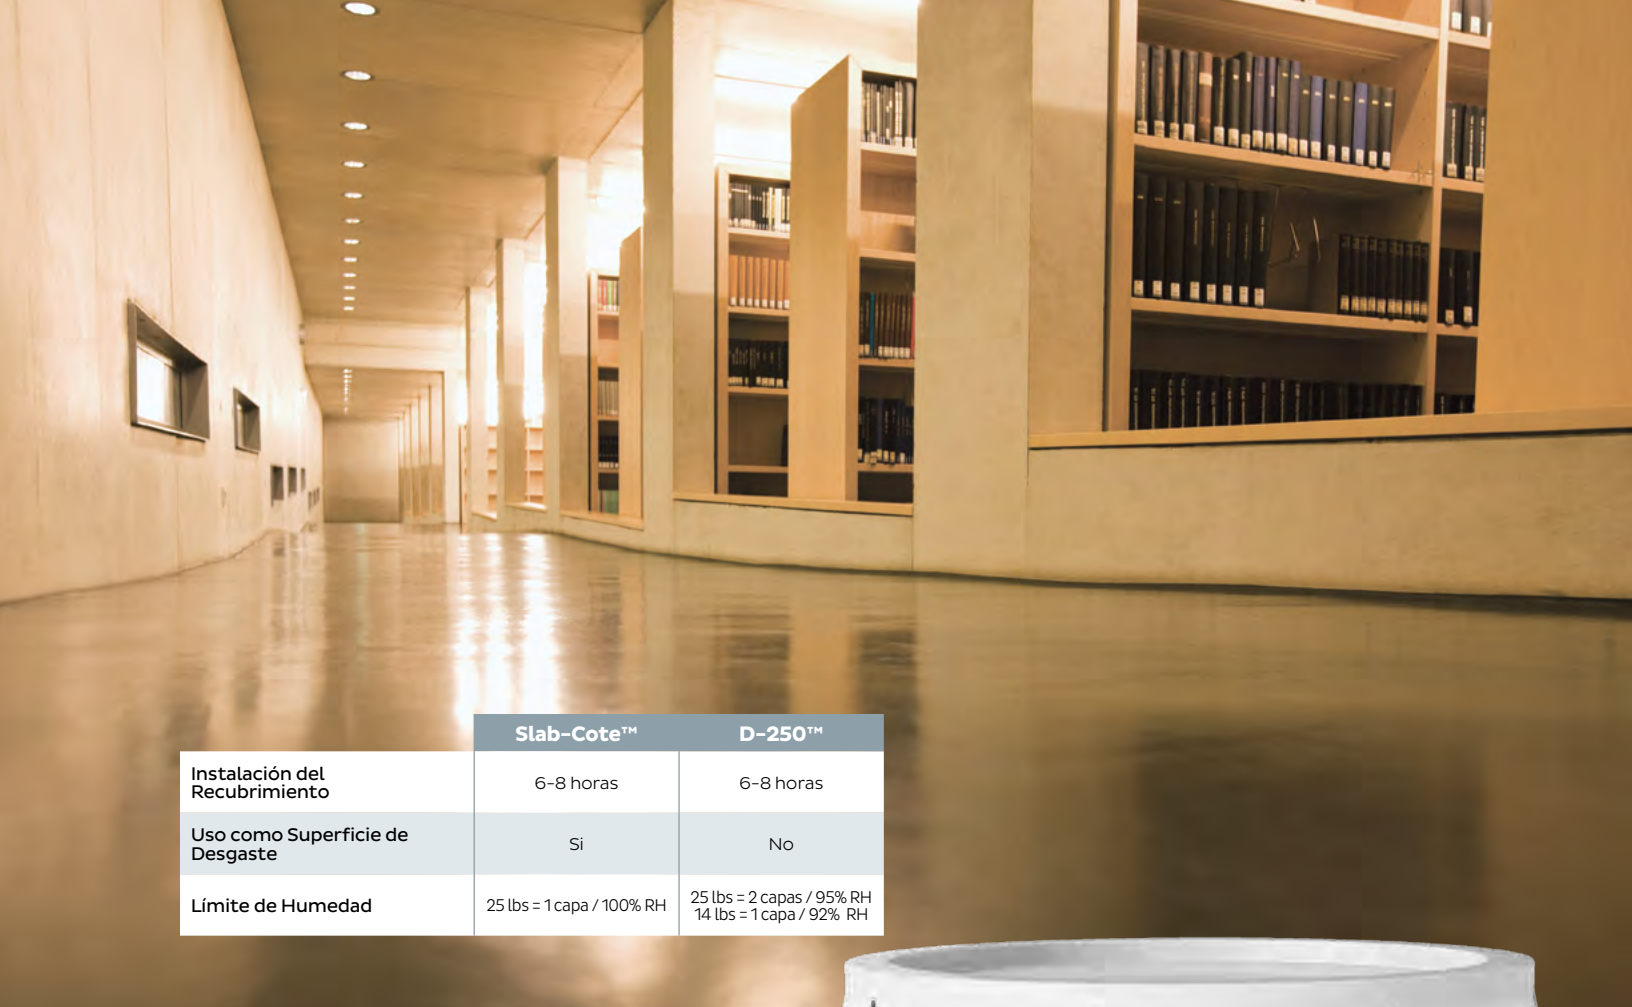 Slab-Cote™ D-250™
Instalación del
Recubrimiento
6-8 horas 6-8 horas
Uso como Superficie de
Desgaste
Si No
Límite de Humedad
25 lbs = 1 capa / 100% RH
25 lbs = 2 capas / 95% RH
14 lbs = 1 capa / 92% RH